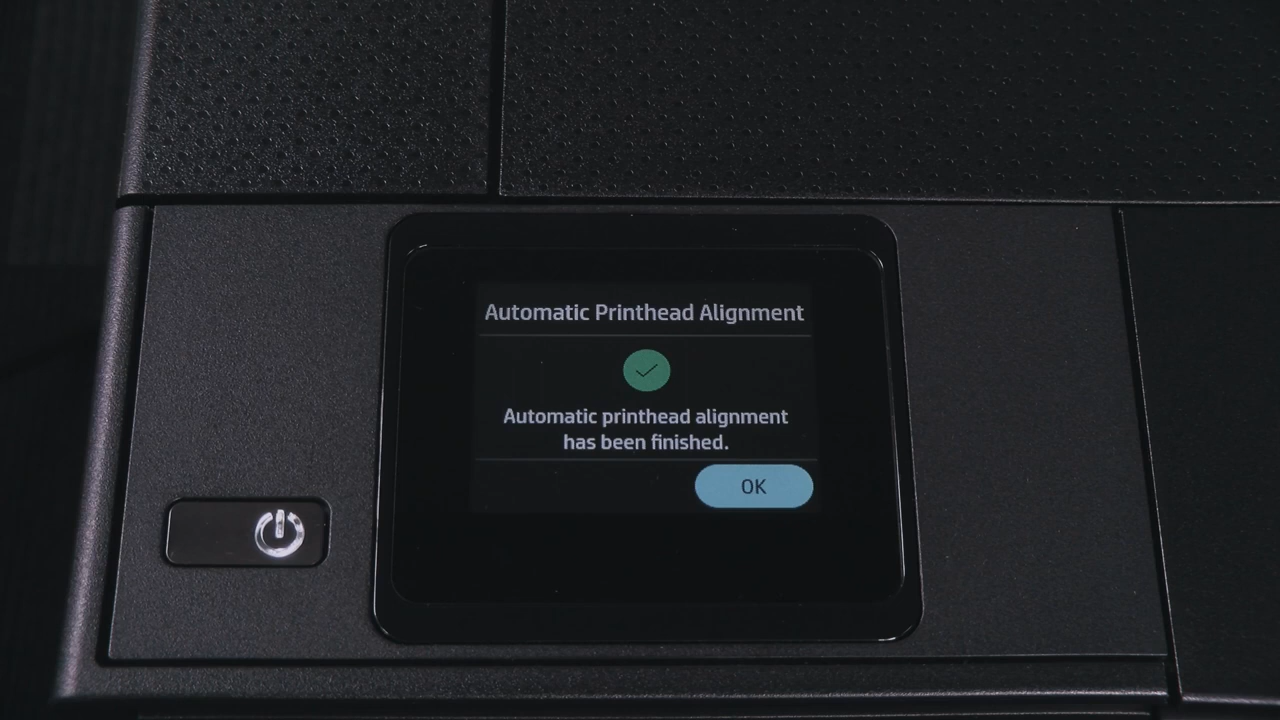 Automatic Printhead Alignment
Automatic printhead alignment
has been finished.
OK